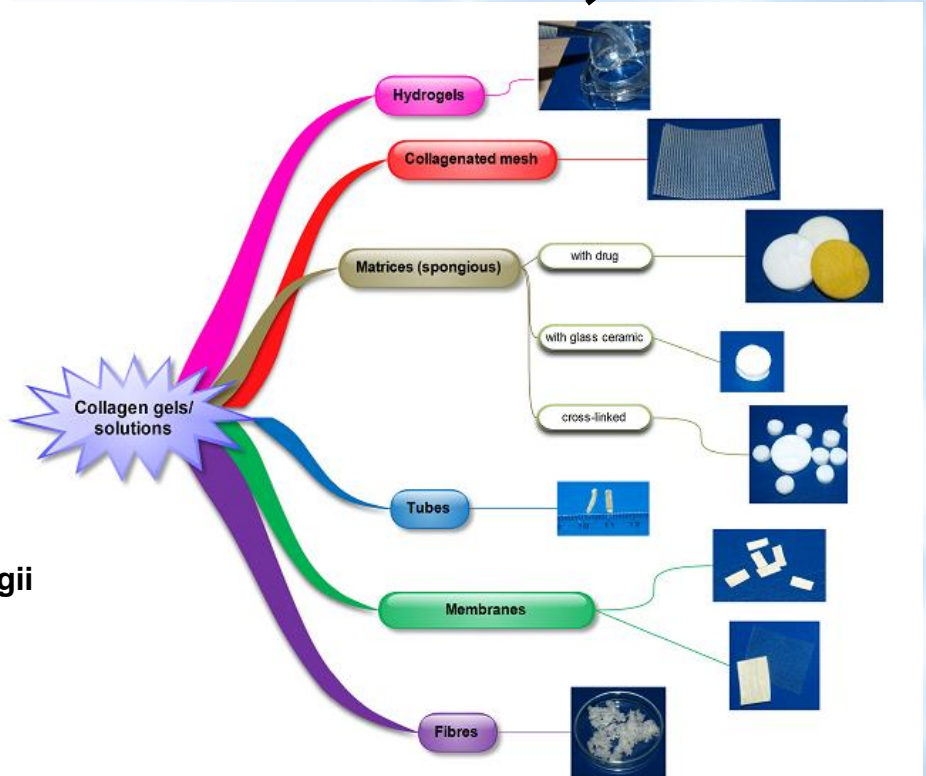 Hydrogels
Collagenated mesh
Matrices (spongious)
with drug
with glass ceramic
cross-linked
Collagen gels/
solutions
Tubes
gii
Membranes
Fibres